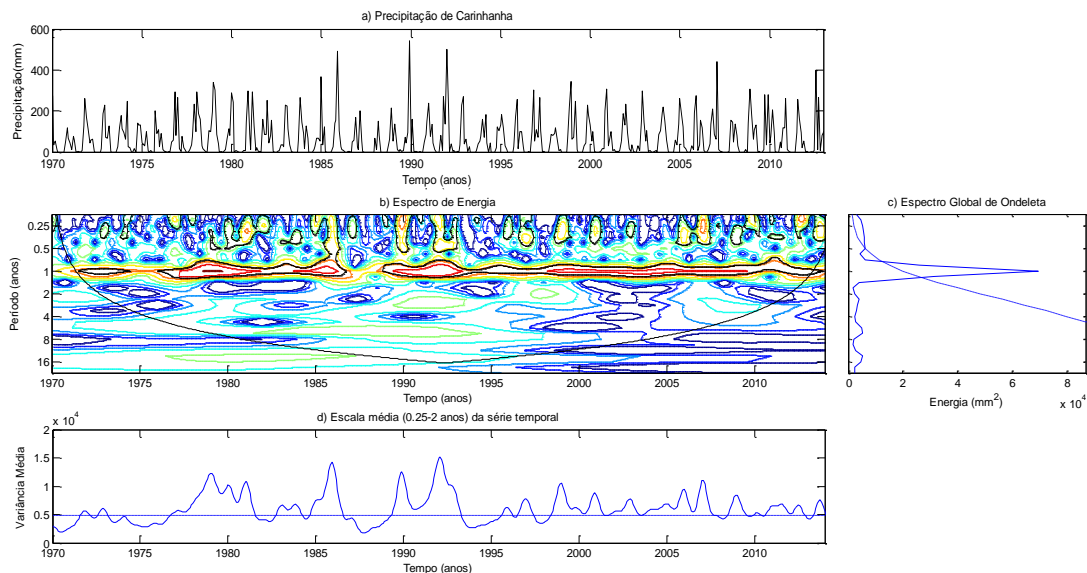 a) Precipitação de Carinhanha
Precipitação(mm)
600
400
200
0
1970 1975 1980 1985 1990 1995 2000 2005 2010
Tempo (anos)
b) Espectro de Energia
Período (anos)
0.25
0.5
1
2
4
8
16
1970 1975 1980 1985 1990 1995 2000 2005 2010
Tempo (anos)
c) Espectro Global de Ondeleta
0 2 4 6 8
x 10^4
Energia (mm^2)
d) Escala média (0.25-2 anos) da série temporal
x 10^4
Variância Média
2
1.5
1
0.5
0
1970 1975 1980 1985 1990 1995 2000 2005 2010
Tempo (anos)